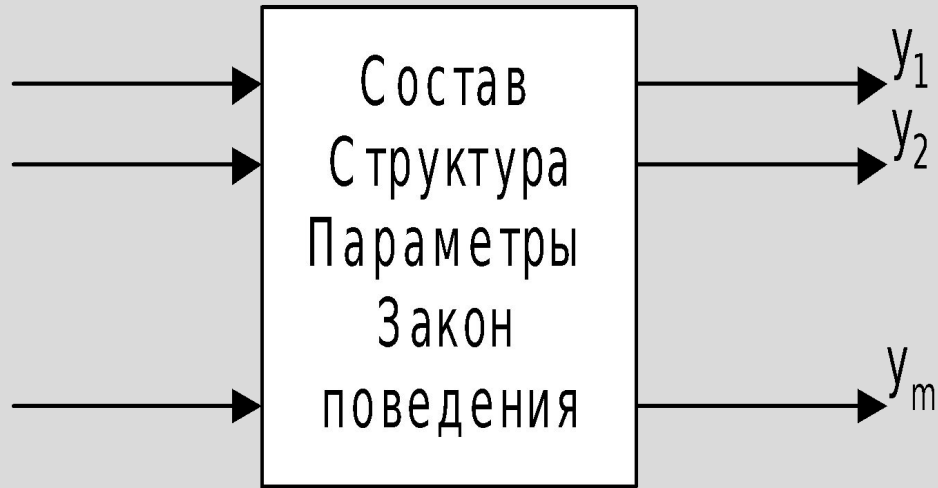 Состав
Структура
Параметры
Закон
поведения
y1
y2
ym